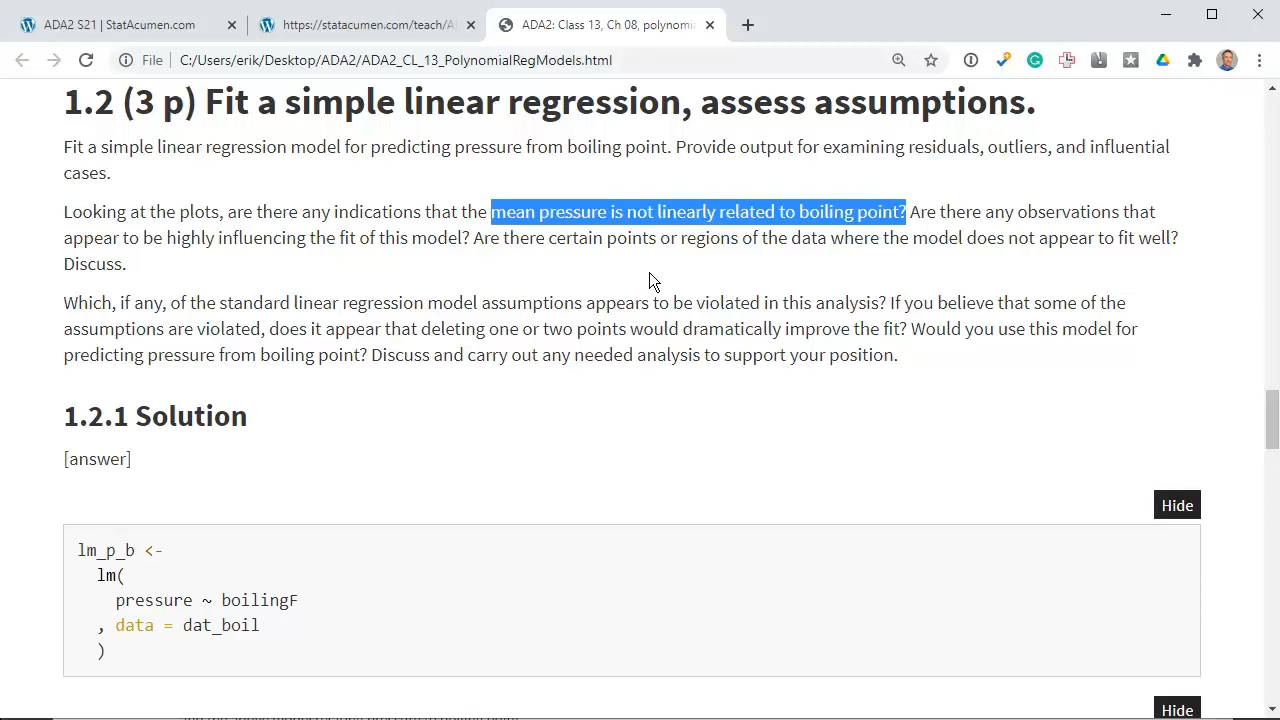 ADA2 S21 | StatAcumen.com
https://statacumen.com/teach/A
ADA2: Class 13, Ch 08, polynomia
File
C:/Users/erik/Desktop/ADA2/ADA2_CL_13_PolynomialRegModels.html
1.2 (3 p) Fit a simple linear regression, assess assumptions.
Fit a simple linear regression model for predicting pressure from boiling point. Provide output for examining residuals, outliers, and influential
cases.
Looking at the plots, are there any indications that the mean pressure is not linearly related to boiling point? Are there any observations that
appear to be highly influencing the fit of this model? Are there certain points or regions of the data where the model does not appear to fit well?
Discuss.
Which, if any, of the standard linear regression model assumptions appears to be violated in this analysis? If you believe that some of the
assumptions are violated, does it appear that deleting one or two points would dramatically improve the fit? Would you use this model for
predicting pressure from boiling point? Discuss and carry out any needed analysis to support your position.
1.2.1 Solution
[answer]
Hide
lm_p_b <-
lm(
pressure ~ boilingF
, data = dat_boil
)
Hide